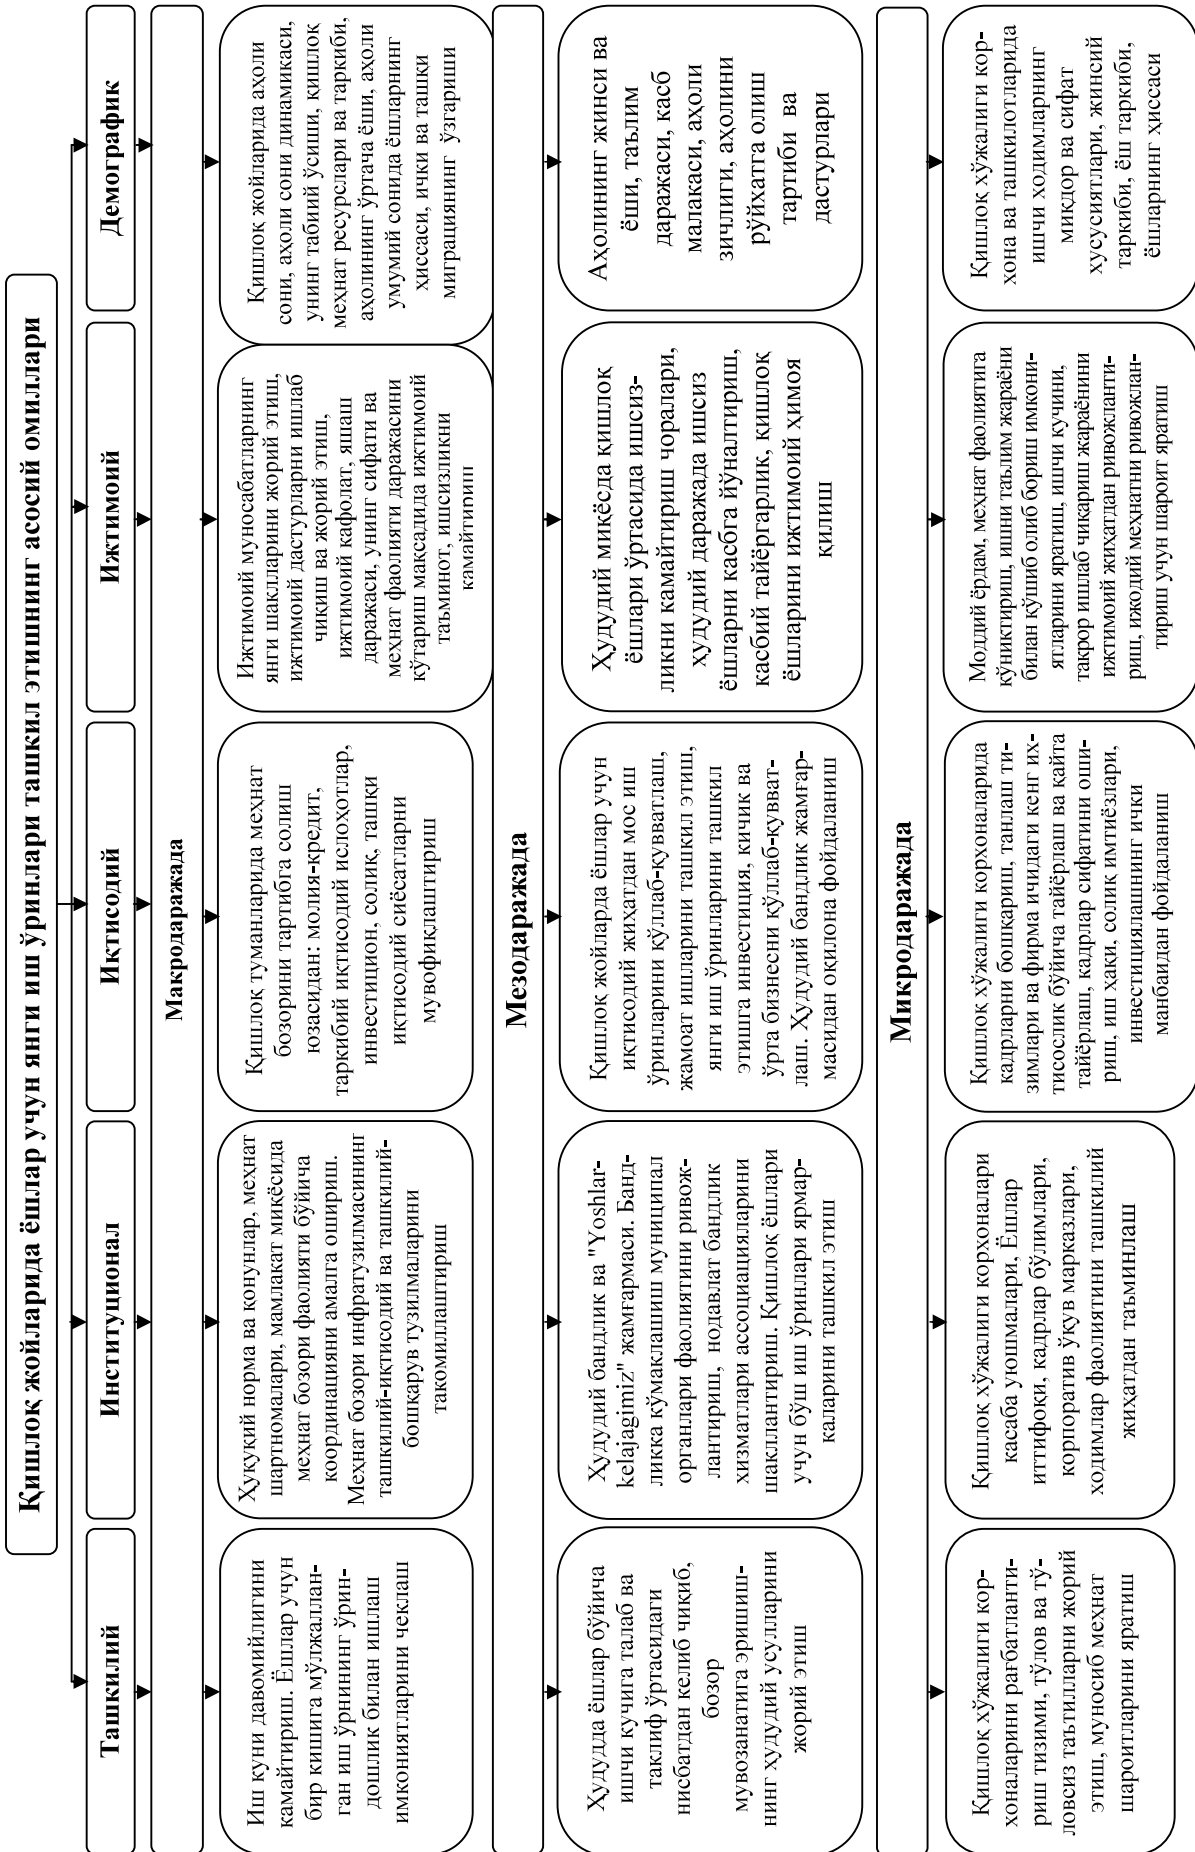 Қишлоқ жойларида ёшлар учун янги иш ўринлари ташкил этишнинг асосий омиллари
Ташкилий
Институционал
Иқтисодий
Ижтимоий
Демографик
Макродаражада
Иш куни давомийлигини
камайтириш. Ёшлар учун
бир кишига мўлжаллан-
ган иш ўрнининг ўрин-
дошлик билан ишлаш
имкониятларини чеклаш
Ҳуқуқий норма ва конунлар, меҳнат
шартномалари, мамлакат миқёсида
меҳнат бозори фаолияти бўйича
координацияни амалга ошириш.
Меҳнат бозори инфратузилмасининг
ташкилий-иқтисодий ва ташкилий-
бошқарув тузилмаларини
такомиллаштириш
Қишлоқ туманларида меҳнат
бозорини тартибга солиш
юзасидан: молия-кредит,
таркибий иқтисодий ислоҳотлар,
инвестицион, солиқ, ташқи
иқтисодий сиёсатларни
мувофиқлаштириш
Ижтимоий муносабатларнинг
янги шаклларини жорий этиш,
ижтимоий дастурларни ишлаб
чиқиш ва жорий этиш,
ижтимоий кафолат, яшаш
даражаси, унинг сифати ва
меҳнат фаолияти даражасини
кўтариш мақсадида ижтимоий
таъминот, ишсизликни
камайтириш
Қишлоқ жойларида аҳоли
сони, аҳоли сони динамикаси,
унинг табиий ўсиши, қишлоқ
меҳнат ресурслари ва таркиби,
аҳолининг ўртача ёши, аҳоли
умумий сонида ёшларнинг
ҳиссаси, ички ва ташқи
миграциянинг ўзгариши
Мезодаражада
Ҳудудда ёшлар бўйича
ишчи кучига талаб ва
таклиф ўртасидаги
нисбатдан келиб чиқиб,
бозор
мувозанатига эришиш-
нинг ҳудудий усулларини
жорий этиш
Ҳудудий бандлик ва "Yoshlar-
kelajagimiz" жамғармаси. Банд-
ликка кўмаклашиш муниципал
органлари фаолиятини ривож-
лантириш, нодавлат бандлик
хизматлари ассоциацияларини
шакллантириш. Қишлоқ ёшлари
учун бўш иш ўринлари ярмар-
каларини ташкил этиш
Қишлоқ жойларда ёшлар учун
иқтисодий жиҳатдан мос иш
ўринларини қўллаб-қувватлаш,
жамоат ишларини ташкил этиш,
янги иш ўринларини ташкил
этишга инвестиция, кичик ва
ўрта бизнесни қўллаб-қувват-
лаш. Ҳудудий бандлик жамғар-
масидан оқилона фойдаланиш
Ҳудудий миқёсда қишлоқ
ёшлари ўртасида ишсиз-
ликни камайтириш чоралари,
ҳудудий даражада ишсиз
ёшларни касбга йўналтириш,
касбий тайёргарлик, қишлоқ
ёшларини ижтимоий ҳимоя
қилиш
Аҳолининг жинси ва
ёши, таълим
даражаси, касб
малакаси, аҳоли
зичлиги, аҳолини
рўйхатга олиш
тартиби ва
дастурлари
Микродаражада
Қишлоқ хўжалиги кор-
хоналарини рағбатланти-
риш тизими, тўлов ва тў-
ловсиз таътилларни жорий
этиш, муносиб меҳнат
шароитларини яратиш
Қишлоқ хўжалиги корхоналари
касаба уюшмалари, Ёшлар
иттифоқи, кадрлар бўлимлари,
корпоратив ўқув марказлари,
ходимлар фаолиятини ташкилий
жиҳатдан таъминлаш
Қишлоқ хўжалиги корхоналарида
кадрларни бошқариш, танлаш ти-
зимлари ва фирма ичидаги кенг их-
тисослик бўйича тайёрлаш ва қайта
тайёрлаш, кадрлар сифатини оши-
риш, иш ҳақи, солиқ имтиёзлари,
инвестициялашнинг ички
манбаидан фойдаланиш
Моддий ёрдам, меҳнат фаолиятига
кўниктириш, ишни таълим жараёни
билан қўшиб олиб бориш имкони-
ятларини яратиш, ишчи кучини,
такрор ишлаб чиқариш жараёнини
ижтимоий жиҳатдан ривожланти-
риш, ижодий меҳнатни ривожлан-
тириш учун шароит яратиш
Қишлоқ хўжалиги кор-
хона ва ташкилотларида
ишчи ходимларнинг
миқдор ва сифат
хусусиятлари, жинсий
таркиби, ёш таркиби,
ёшларнинг ҳиссаси